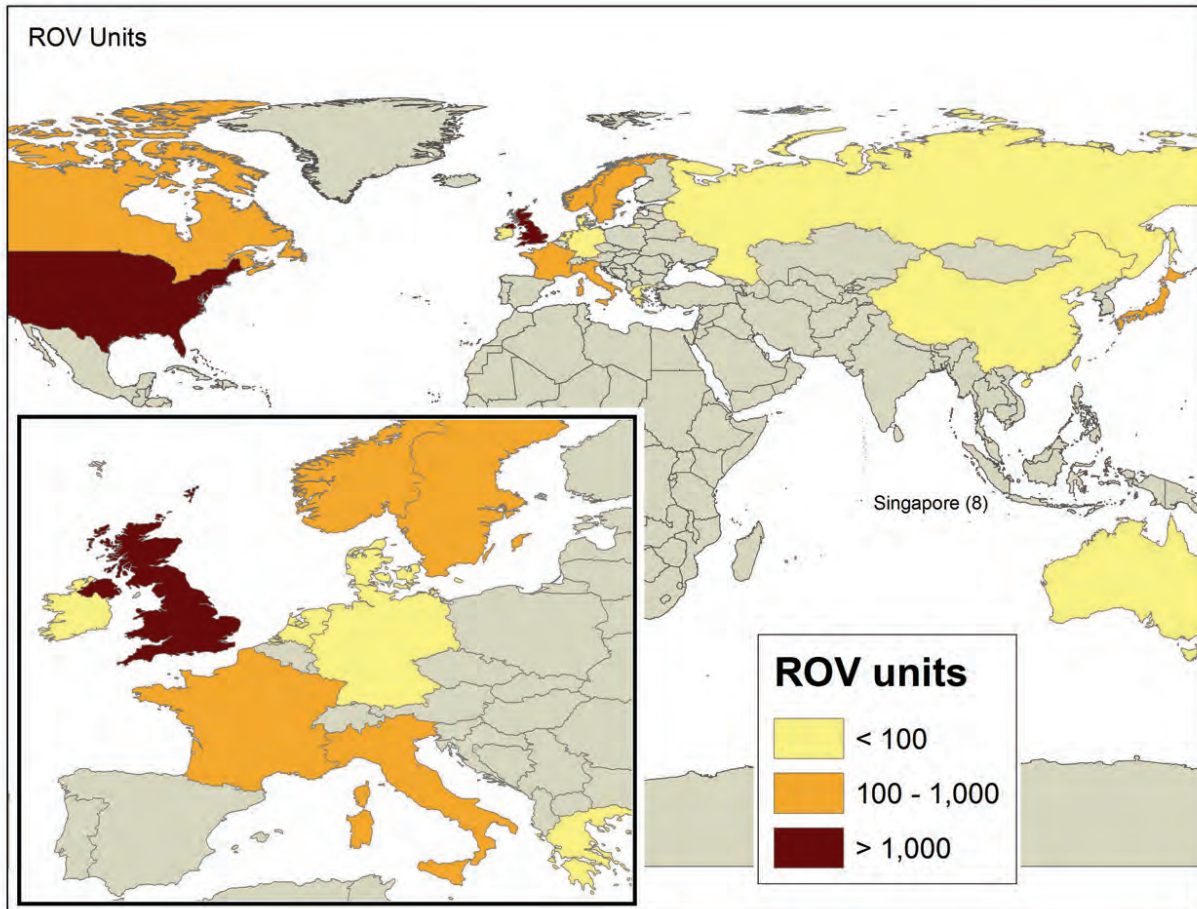 ROV Units
Singapore (8)
ROV units
< 100
100 - 1,000
> 1,000